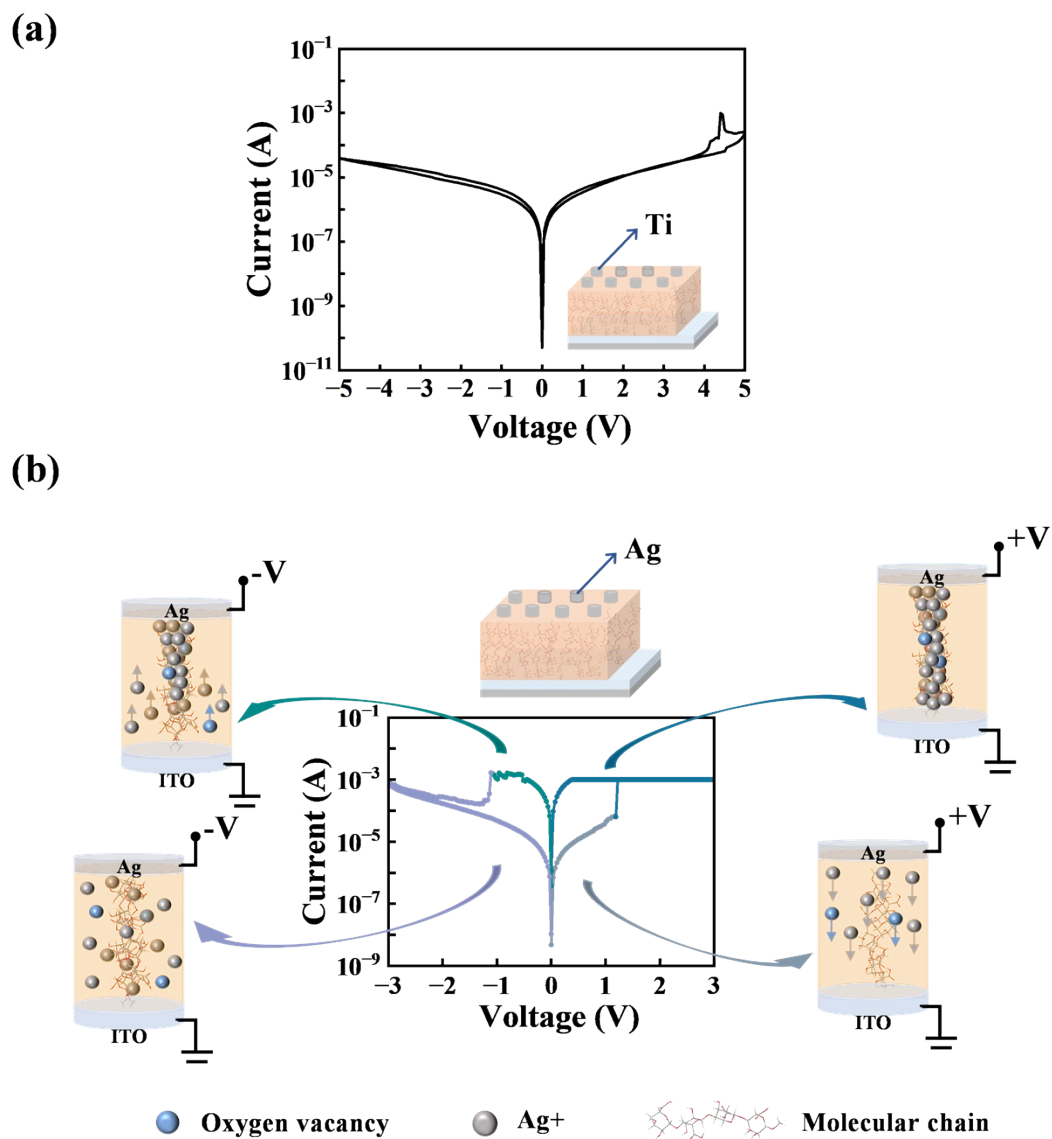 (a)
10⁻¹
10⁻³
10⁻⁵
10⁻⁷
10⁻⁹
10⁻¹¹
Current (A)
Ti
−5 −4 −3 −2 −1 0 1 2 3 4 5
Voltage (V)
(b)
-V
Ag
ITO
Ag
+V
Ag
ITO
10⁻¹
10⁻³
10⁻⁵
10⁻⁷
10⁻⁹
Current (A)
−3 −2 −1 0 1 2 3
Voltage (V)
-V
Ag
ITO
+V
Ag
ITO
Oxygen vacancy
Ag+
Molecular chain